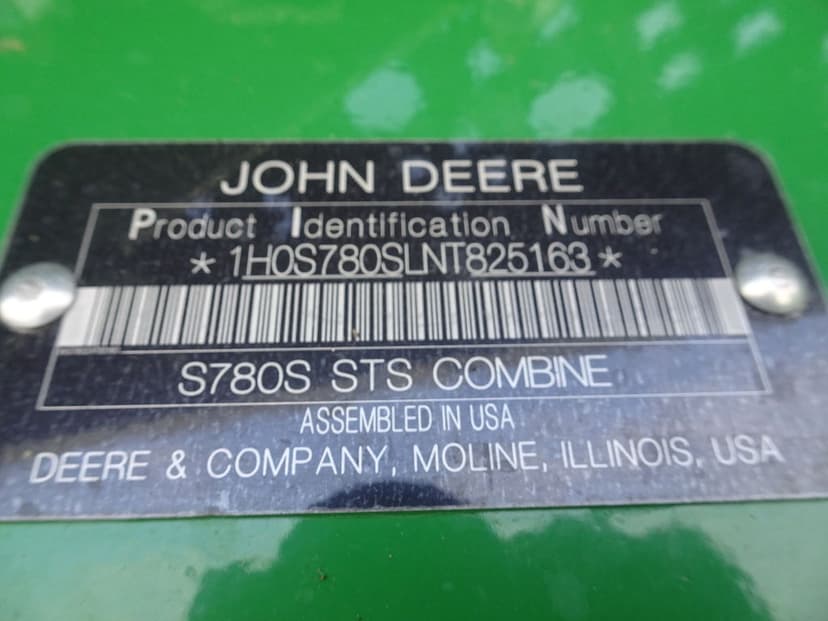 JOHN DEERE
Product Identification Number
*1H0S780SLNT825163*
S780S STS COMBINE
ASSEMBLED IN USA
DEERE & COMPANY, MOLINE, ILLINOIS, USA